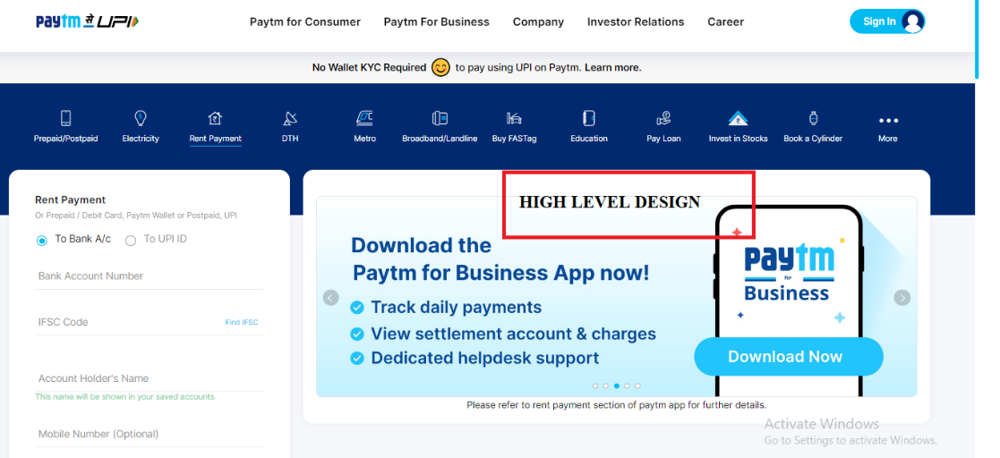 paytm से UPI
Paytm for Consumer Paytm For Business Company Investor Relations Career
Sign In
No Wallet KYC Required 😊 to pay using UPI on Paytm. Learn more.
Prepaid/Postpaid Electricity Rent Payment DTH Metro Broadband/Landline Buy FASTag Education Pay Loan Invest in Stocks Book a Cylinder More
Rent Payment
Or Prepaid / Debit Card, Paytm Wallet or Postpaid, UPI
To Bank A/c To UPI ID
Bank Account Number
IFSC Code Find IFSC
Account Holder's Name
This name will be shown in your saved accounts
Mobile Number (Optional)
HIGH LEVEL DESIGN
Download the
Paytm for Business App now!
Track daily payments
View settlement account & charges
Dedicated helpdesk support
paytm
for
Business
Download Now
Please refer to rent payment section of paytm app for further details.
Activate Windows
Go to Settings to activate Windows.